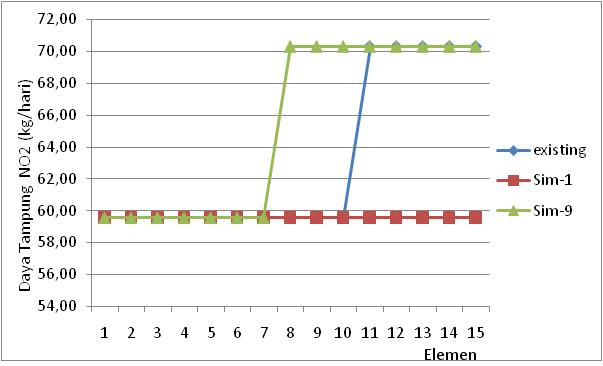 72,00
70,00
68,00
66,00
64,00
62,00
60,00
58,00
56,00
54,00
Daya Tampung NO2 (kg/hari)
1 2 3 4 5 6 7 8 9 10 11 12 13 14 15
Elemen
existing
Sim-1
Sim-9